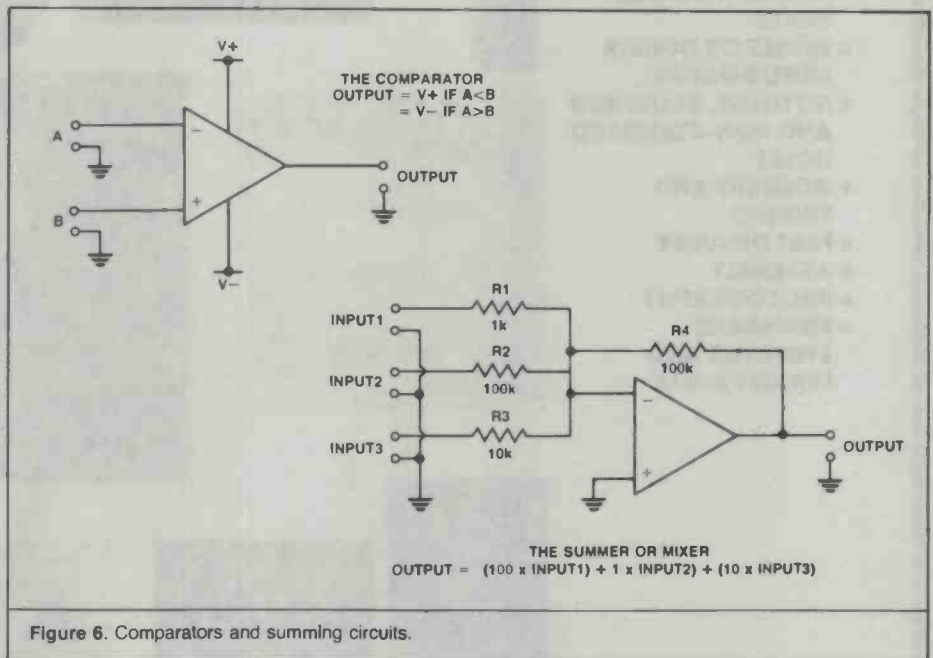 V+
THE COMPARATOR
OUTPUT = V+ IF A<B
= V− IF A>B
A
−
OUTPUT
B
+
V−
R1
INPUT1
1k
R4
R2
100k
INPUT2
100k
−
R3
INPUT3
10k
OUTPUT
+
THE SUMMER OR MIXER
OUTPUT = (100 x INPUT1) + 1 x INPUT2) + (10 x INPUT3)
Figure 6. Comparators and summing circuits.